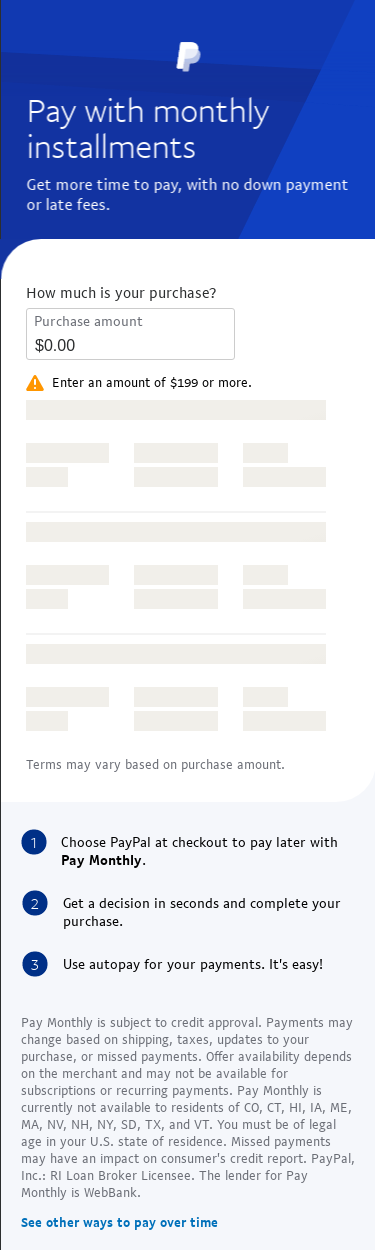 Pay with monthly
installments
Get more time to pay, with no down payment
or late fees.
How much is your purchase?
Purchase amount
$0.00
Enter an amount of $199 or more.
Terms may vary based on purchase amount.
1 Choose PayPal at checkout to pay later with
Pay Monthly.
2 Get a decision in seconds and complete your
purchase.
3 Use autopay for your payments. It's easy!
Pay Monthly is subject to credit approval. Payments may
change based on shipping, taxes, updates to your
purchase, or missed payments. Offer availability depends
on the merchant and may not be available for
subscriptions or recurring payments. Pay Monthly is
currently not available to residents of CO, CT, HI, IA, ME,
MA, NV, NH, NY, SD, TX, and VT. You must be of legal
age in your U.S. state of residence. Missed payments
may have an impact on consumer's credit report. PayPal,
Inc.: RI Loan Broker Licensee. The lender for Pay
Monthly is WebBank.
See other ways to pay over time